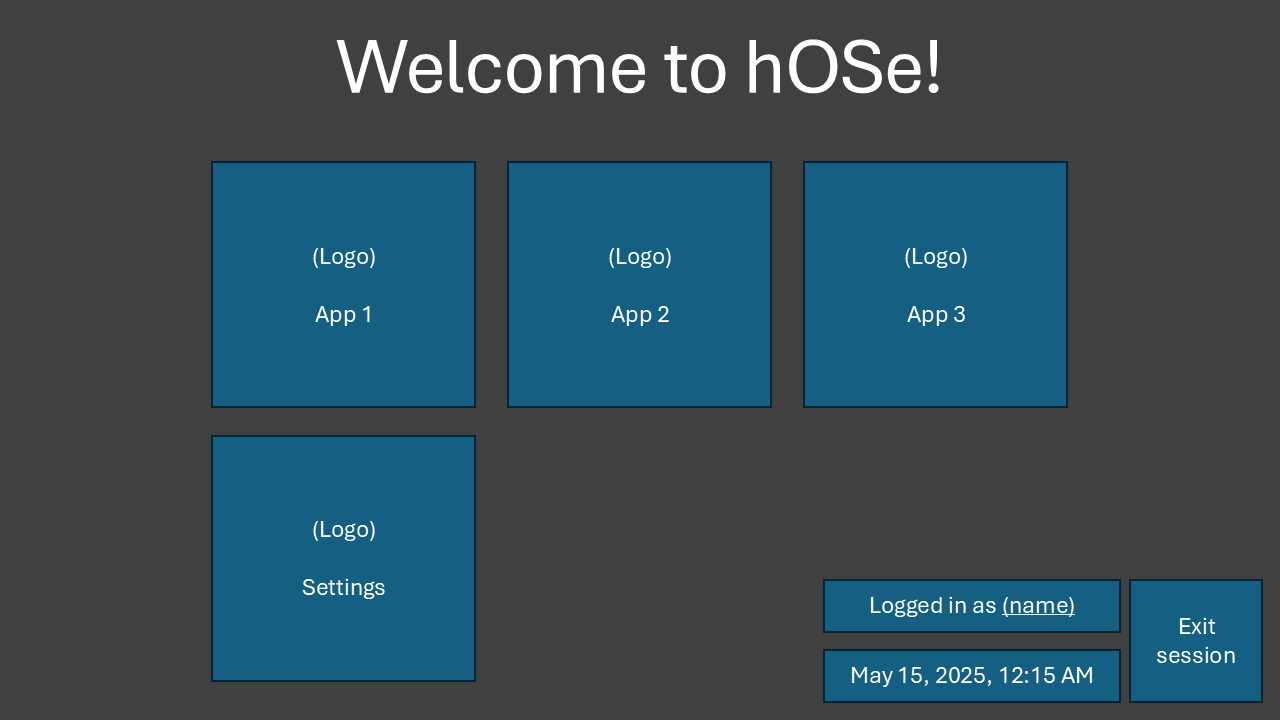 Welcome to hOSe!
(Logo)
App 1
(Logo)
App 2
(Logo)
App 3
(Logo)
Settings
Logged in as (name)
May 15, 2025, 12:15 AM
Exit
session